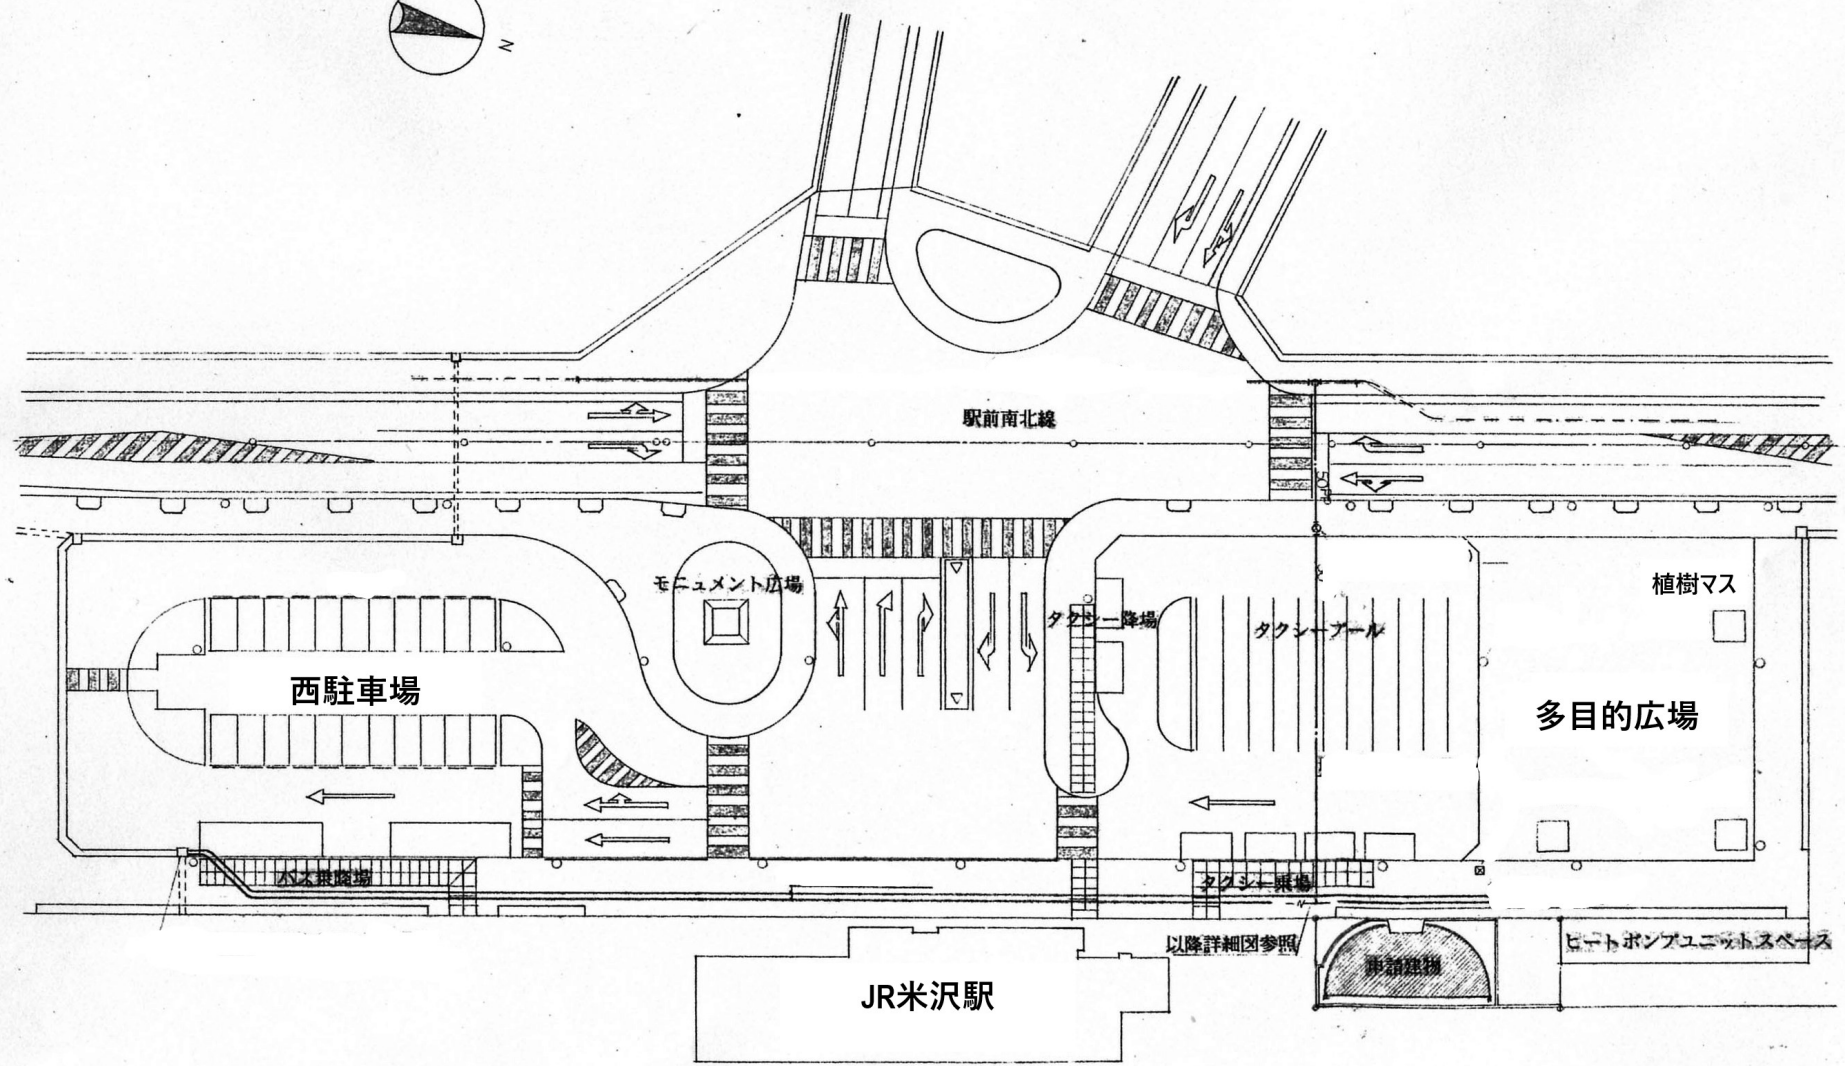 N
駅前南北線
モニュメント広場
タクシー降場
タクシープール
植樹マス
西駐車場
多目的広場
バス乗降場
タクシー乗場
以降詳細図参照
申請建物
ヒートポンプユニットスペース
JR米沢駅